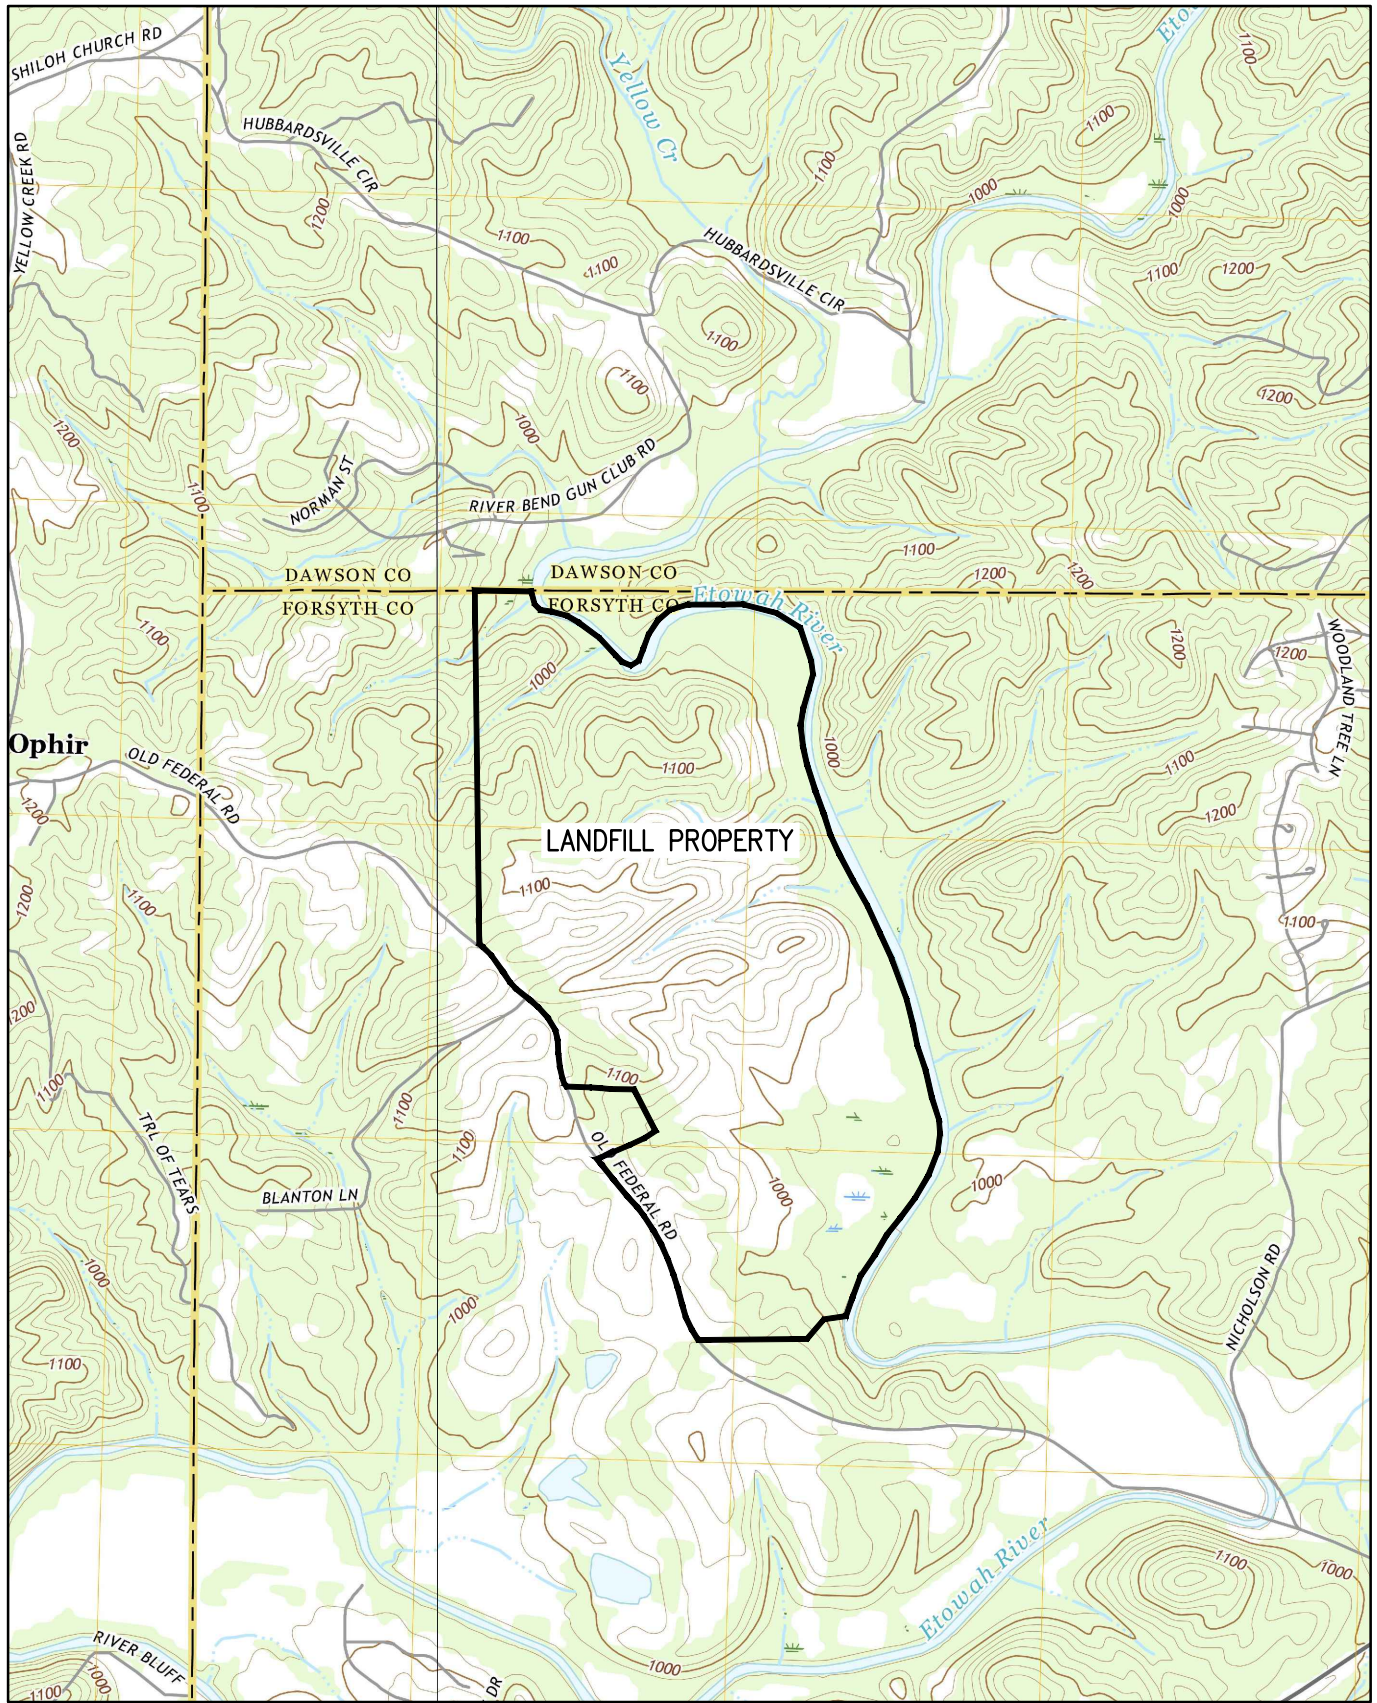 Etowah
SHILOH CHURCH RD
1100
Yellow Cr
1100
HUBBARDSVILLE CIR
YELLOW CREEK RD
1100
1000
1000
1200
1100
HUBBARDSVILLE CIR
1100
1100
1200
1100
1100
1200
1000
1200
1100
NORMAN ST
RIVER BEND GUN CLUB RD
1100
DAWSON CO
DAWSON CO
1200
1200
FORSYTH CO
FORSYTH CO
Etowah River
1100
1200
1200
WOODLAND TREE LN
1000
Ophir
OLD FEDERAL RD
1100
1000
1100
1200
1200
LANDFILL PROPERTY
1200
1100
1100
1100
1200
1100
1100
1100
TRL OF TEARS
1100
OLD FEDERAL RD
BLANTON LN
1000
1000
1000
1000
NICHOLSON RD
1100
Etowah River
1100
1000
RIVER BLUFF
1000
1000
1100
DR